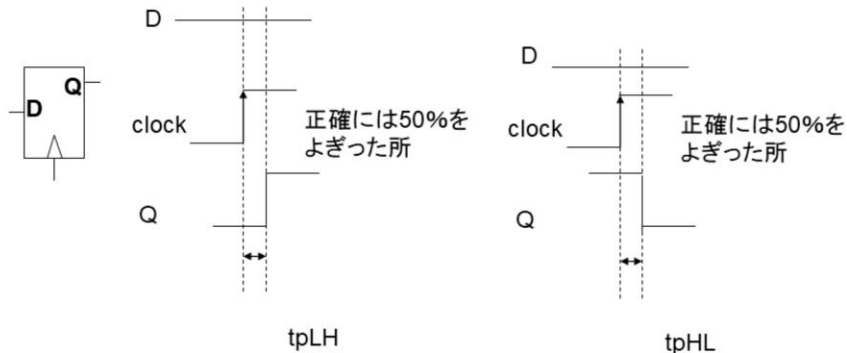 D
Q
D
clock
正確には50%を
よぎった所
Q
tpLH
D
clock
正確には50%を
よぎった所
Q
tpHL